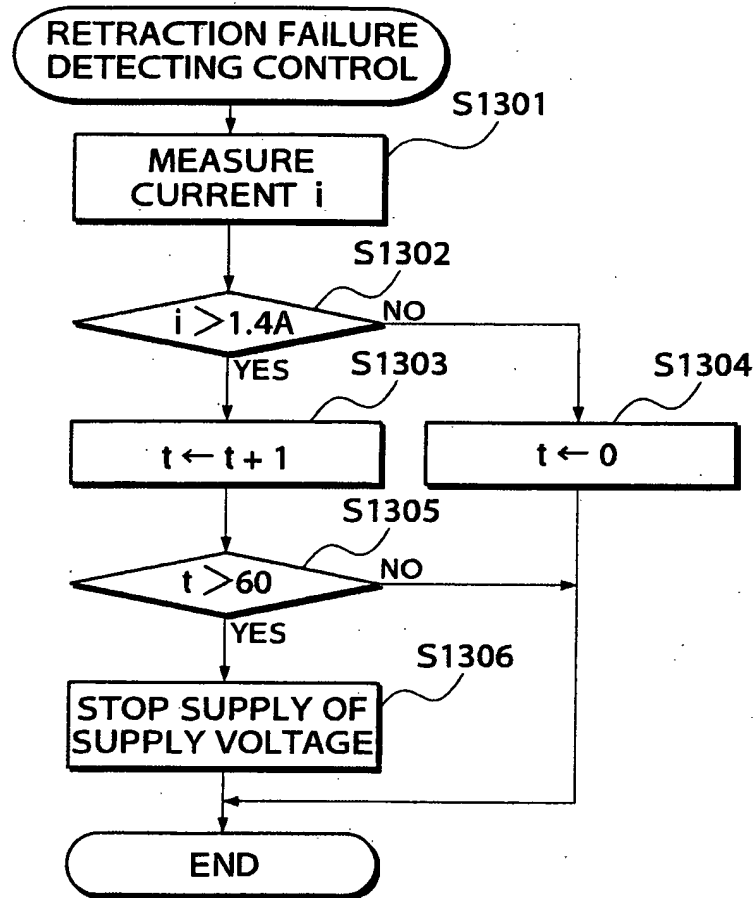 RETRACTION FAILURE
DETECTING CONTROL
S1301
MEASURE
CURRENT i
S1302
i > 1.4A
NO
YES
S1303
S1304
t ← t + 1
t ← 0
S1305
t > 60
NO
YES
S1306
STOP SUPPLY OF
SUPPLY VOLTAGE
END